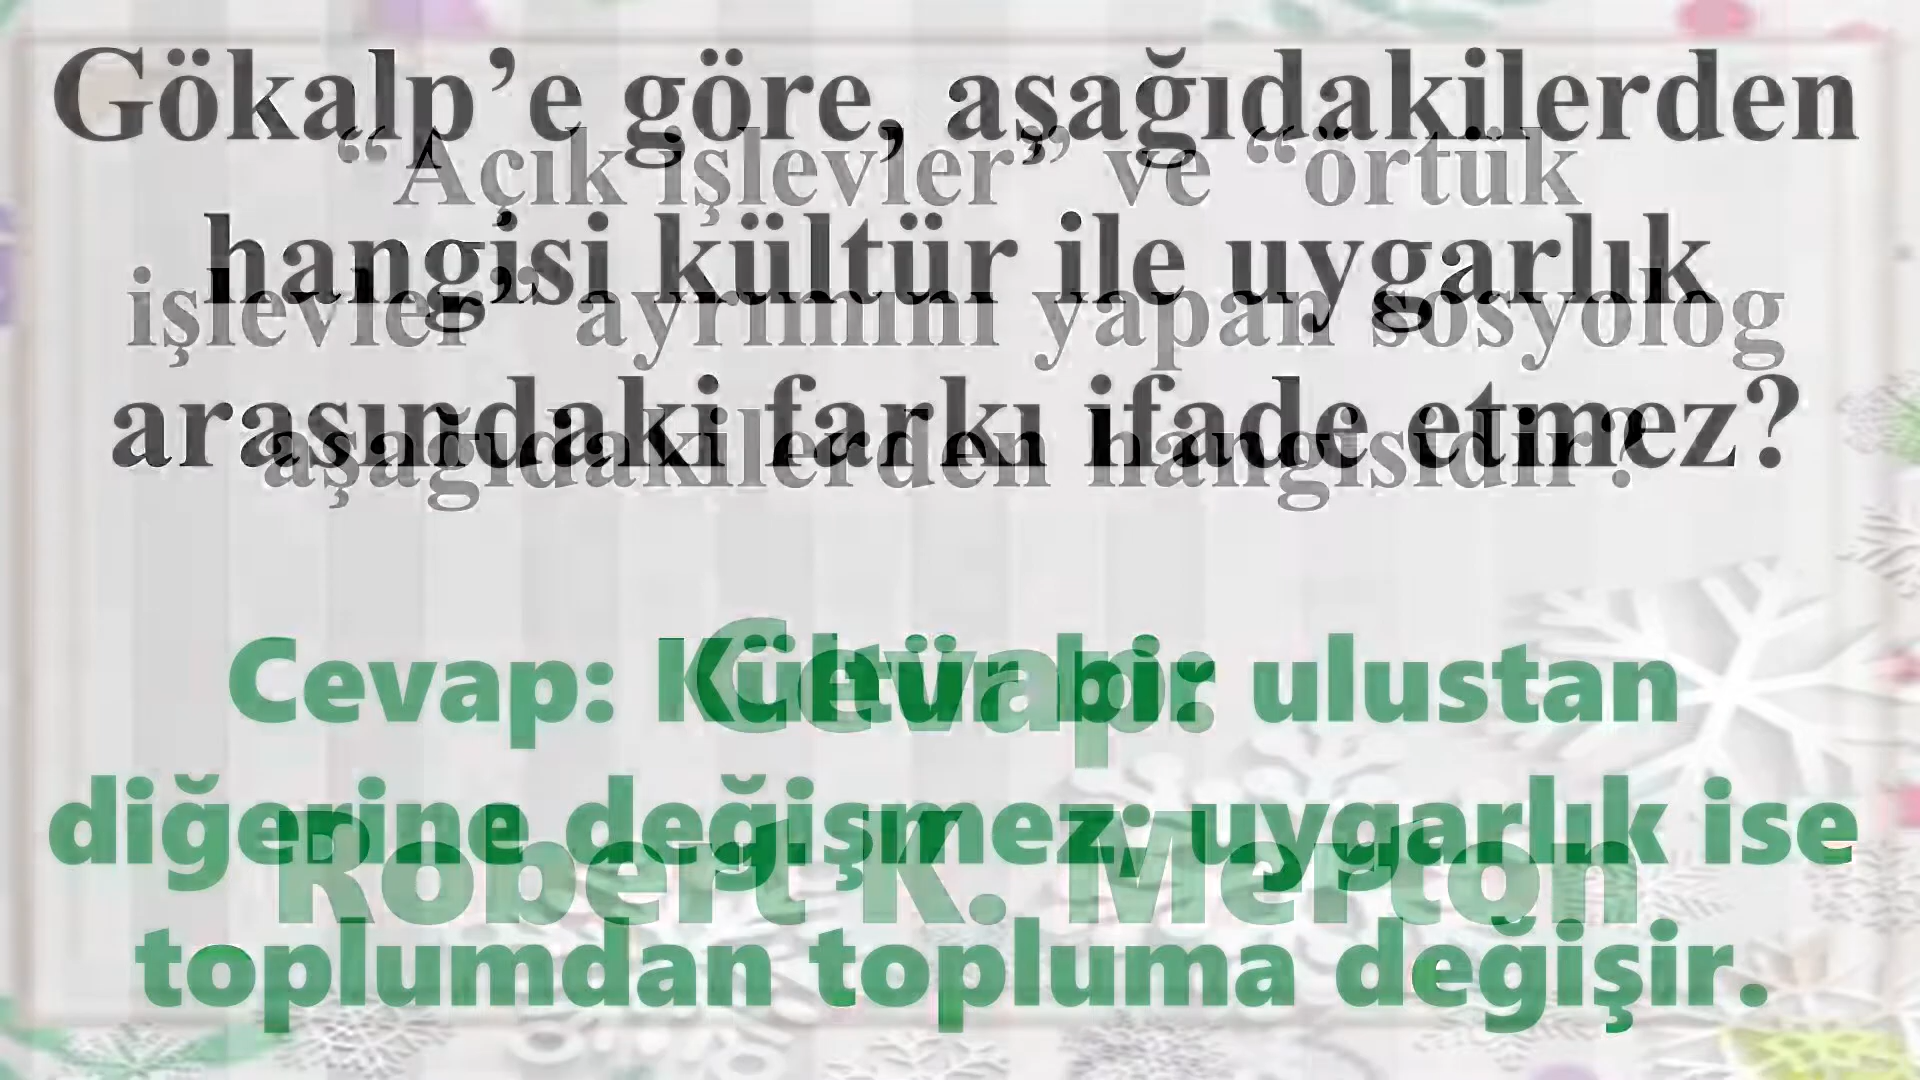 Gökalp’e göre, aşağıdakilerden
hangisi kültür ile uygarlık
arasındaki farkı ifade etmez?
“Açık işlevler” ve “örtük
işlevler” ayrımını yapan sosyolog
aşağıdakilerden hangisidir?
Cevap: Kültür bir ulustan
diğerine değişmez; uygarlık ise
toplumdan topluma değişir.
Cevap:
Robert K. Merton